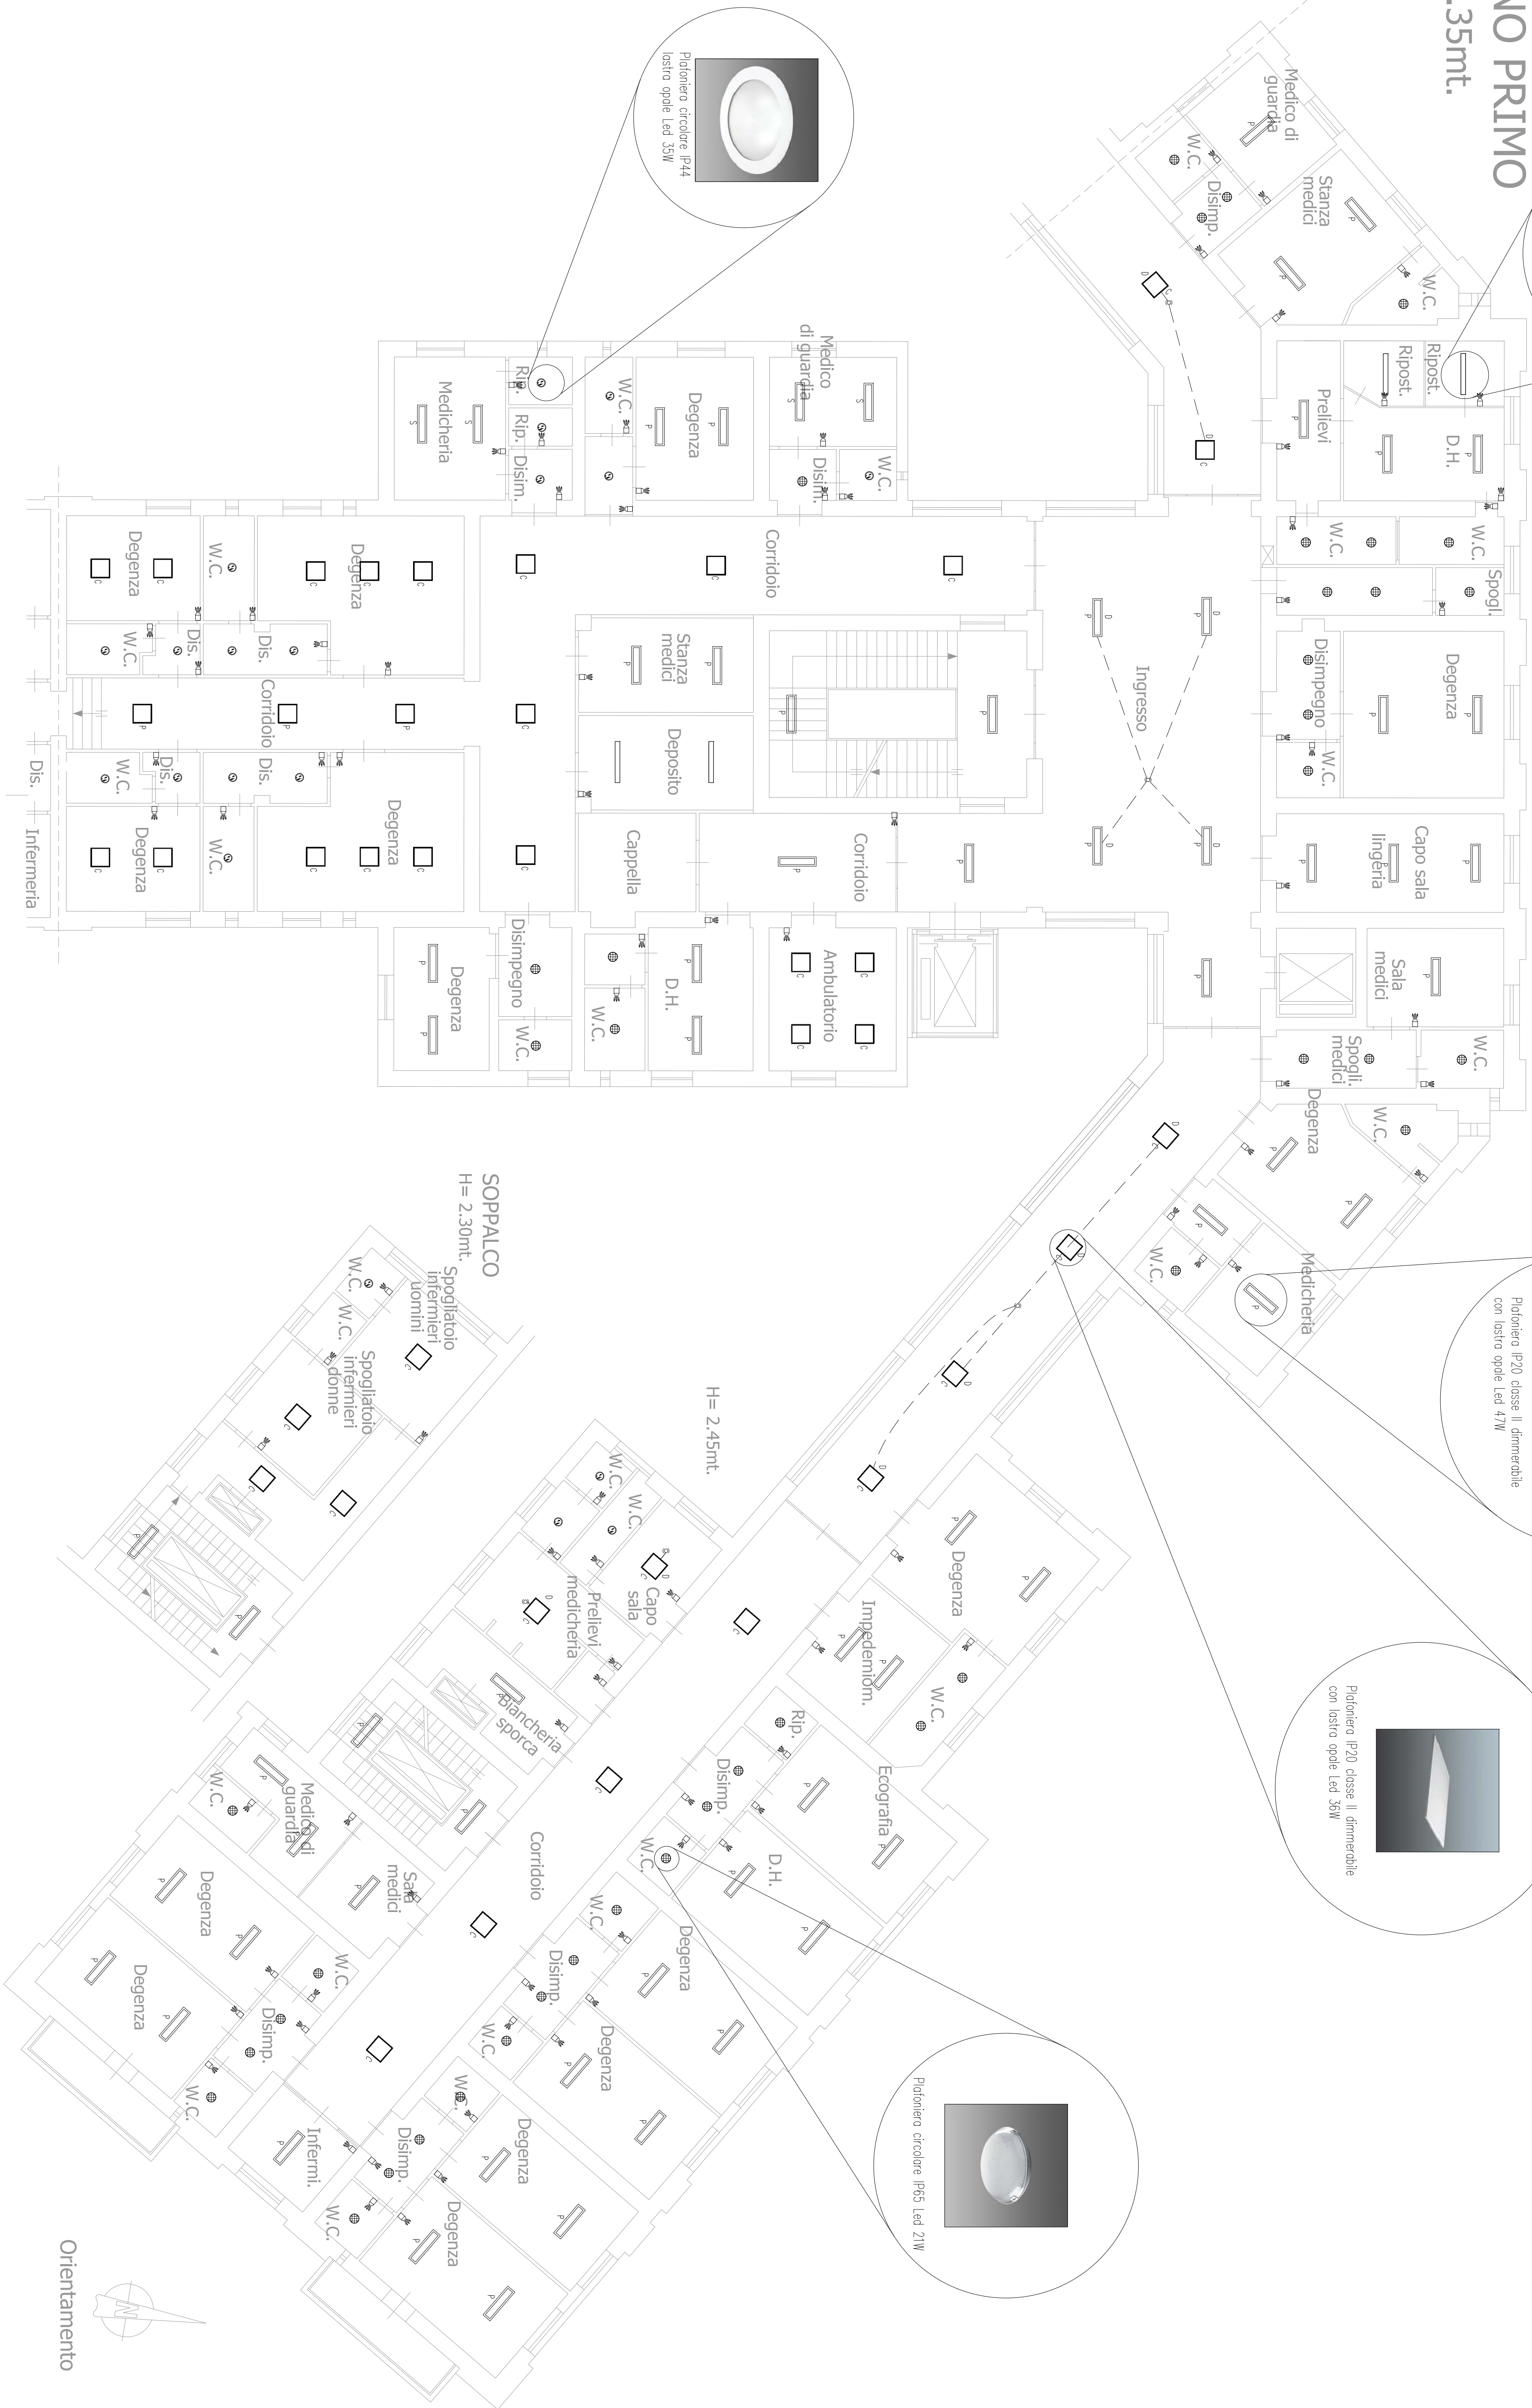 NO PRIMO
.35mt.
Plafoniera circolare IP44
lastra opale Led 35W
Medico di
guardia
W.C.
Disimp.
Stanza
medici
W.C.
Ripost.
Ripost.
Prelievi
D.H.
W.C.
W.C.
Spogl.
Disimpegno
W.C.
Degenza
Capo sala
lingeria
Sala
medici
Spogl.
medici
W.C.
Degenza
W.C.
W.C.
Medicheria
Ingresso
Medico
di guardia
Disim.
W.C.
Degenza
W.C.
Rip.
Rip.
Disim.
Medicheria
Corridoio
Degenza
W.C.
Degenza
W.C.
Dis.
Dis.
Stanza
medici
Deposito
Corridoio
W.C.
Dis.
Dis.
Degenza
W.C.
Degenza
Dis.
Infermeria
Cappella
Corridoio
Ambulatorio
D.H.
W.C.
Disimpegno
W.C.
Degenza
Plafoniera IP20 classe II dimmerabile
con lastra opale Led 47W
Plafoniera IP20 classe II dimmerabile
con lastra opale Led 36W
Plafoniera circolare IP65 Led 21W
SOPPALCO
H= 2.30mt.
Spogliatoio
infermieri
uomini
W.C.
W.C.
Spogliatoio
infermieri
donne
H= 2.45mt.
W.C.
W.C.
Capo
sala
Prelievi
medicheria
Biancheria
sporca
Degenza
Impedemiom.
W.C.
Rip.
Disimp.
Ecografia
W.C.
D.H.
Corridoio
Medico di
guardia
W.C.
Sala
medici
Degenza
Degenza
W.C.
Disimp.
W.C.
W.C.
Disimp.
Degenza
W.C.
Degenza
W.C.
Disimp.
Degenza
W.C.
Degenza
Infermi.
N
Orientamento